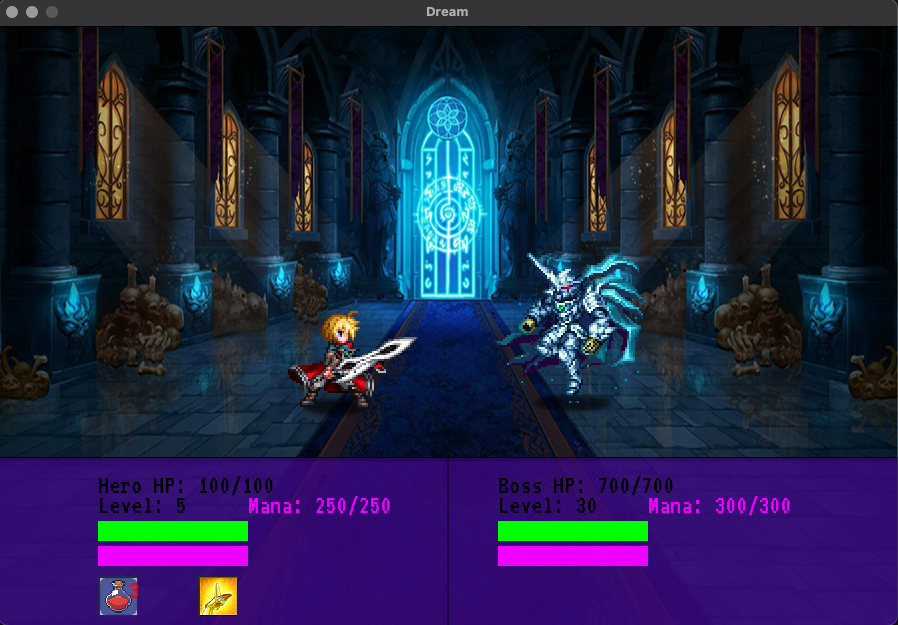 Dream
Hero HP: 100/100
Level: 5 Mana: 250/250
Boss HP: 700/700
Level: 30 Mana: 300/300
3